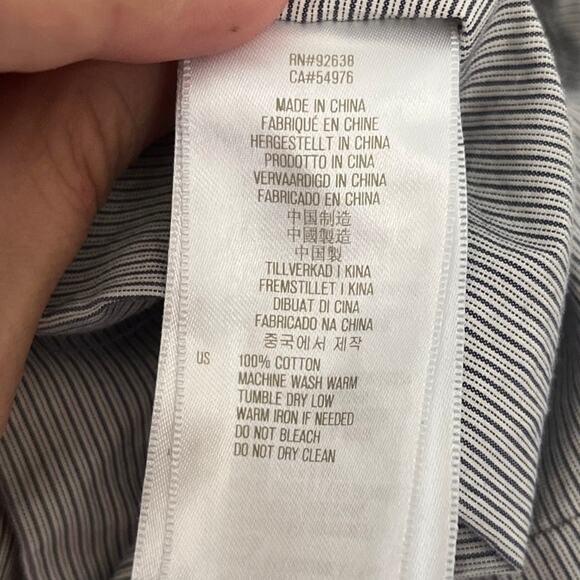 RN#92638
CA#54976
MADE IN CHINA
FABRIQUÉ EN CHINE
HERGESTELLT IN CHINA
PRODOTTO IN CINA
VERVAARDIGD IN CHINA
FABRICADO EN CHINA
中国制造
中國製造
中国製
TILLVERKAD I KINA
FREMSTILLET I KINA
DIBUAT DI CINA
FABRICADO NA CHINA
중국에서 제작
US 100% COTTON
MACHINE WASH WARM
TUMBLE DRY LOW
WARM IRON IF NEEDED
DO NOT BLEACH
DO NOT DRY CLEAN